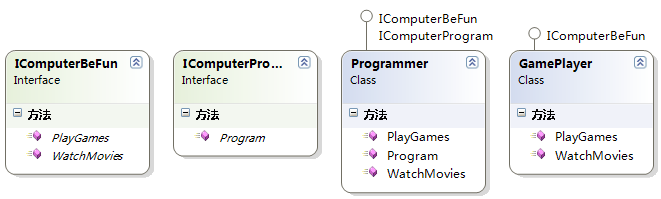 IComputerBeFun
Interface
方法
PlayGames
WatchMovies
IComputerPro...
Interface
方法
Program
IComputerBeFun
IComputerProgram
Programmer
Class
方法
PlayGames
Program
WatchMovies
IComputerBeFun
GamePlayer
Class
方法
PlayGames
WatchMovies